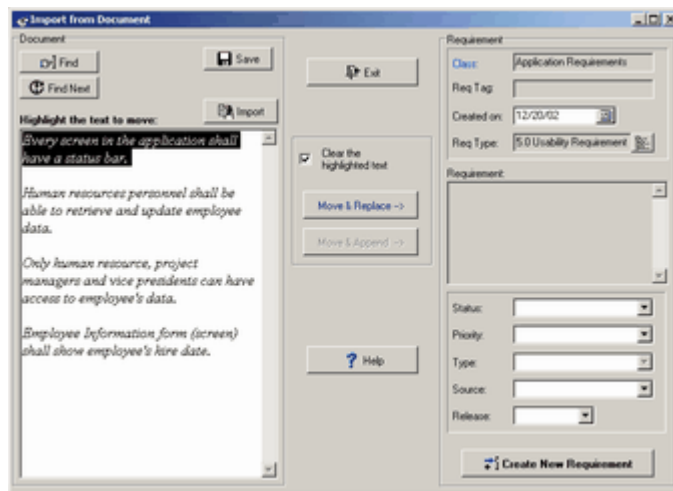 Import from Document
Document
Find
Save
Find Next
Import
Highlight the text to move:
Every screen in the application shall
have a status bar.
Human resources personnel shall be
able to retrieve and update employee
data.
Only human resource, project
managers and vice presidents can have
access to employee's data.
Employee Information form (screen)
shall show employee's hire date.
Exit
Clear the
highlighted text
Move & Replace -->
Move & Append -->
? Help
Requirement
Class: Application Requirements
Req Tag:
Created on: 12/20/02
Req Type: 5.0 Usability Requirement
Requirement:
Status:
Priority:
Type:
Source:
Release:
Create New Requirement